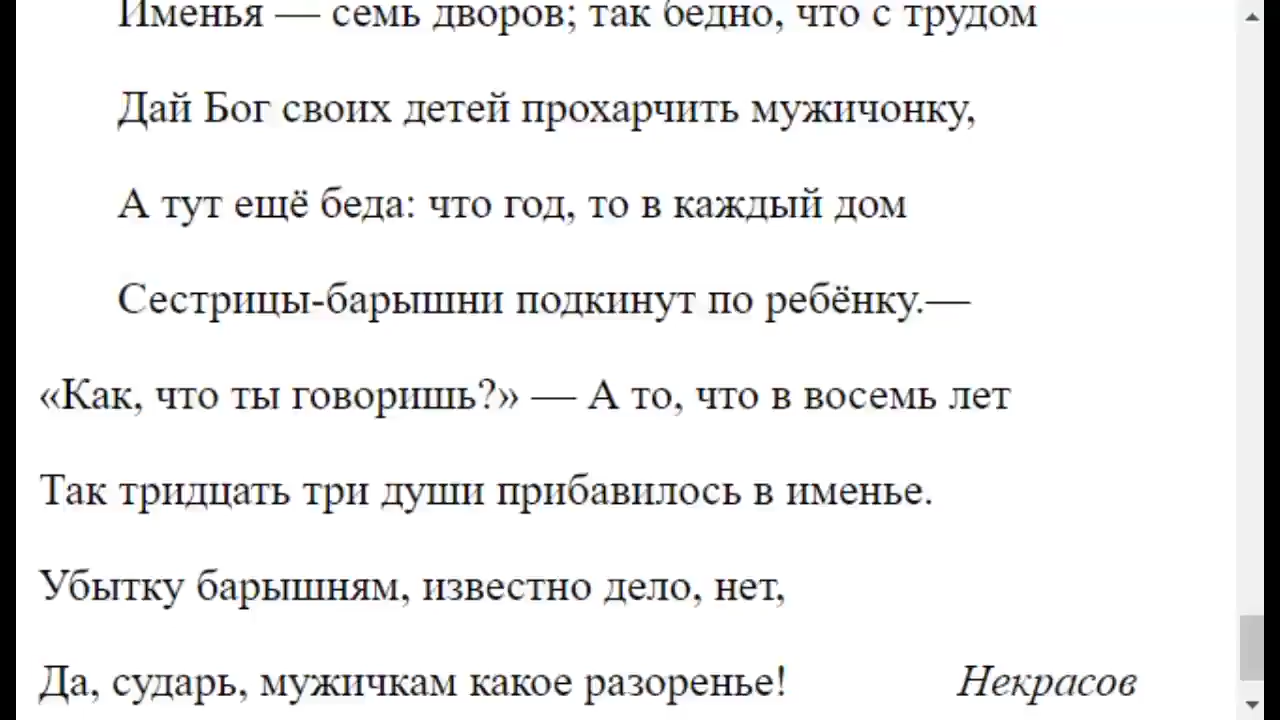 Именья — семь дворов; так бедно, что с трудом
Дай Бог своих детей прохарчить мужичонку,
А тут ещё беда: что год, то в каждый дом
Сестрицы-барышни подкинут по ребёнку.—
«Как, что ты говоришь?» — А то, что в восемь лет
Так тридцать три души прибавилось в именье.
Убытку барышням, известно дело, нет,
Да, сударь, мужичкам какое разоренье! Некрасов